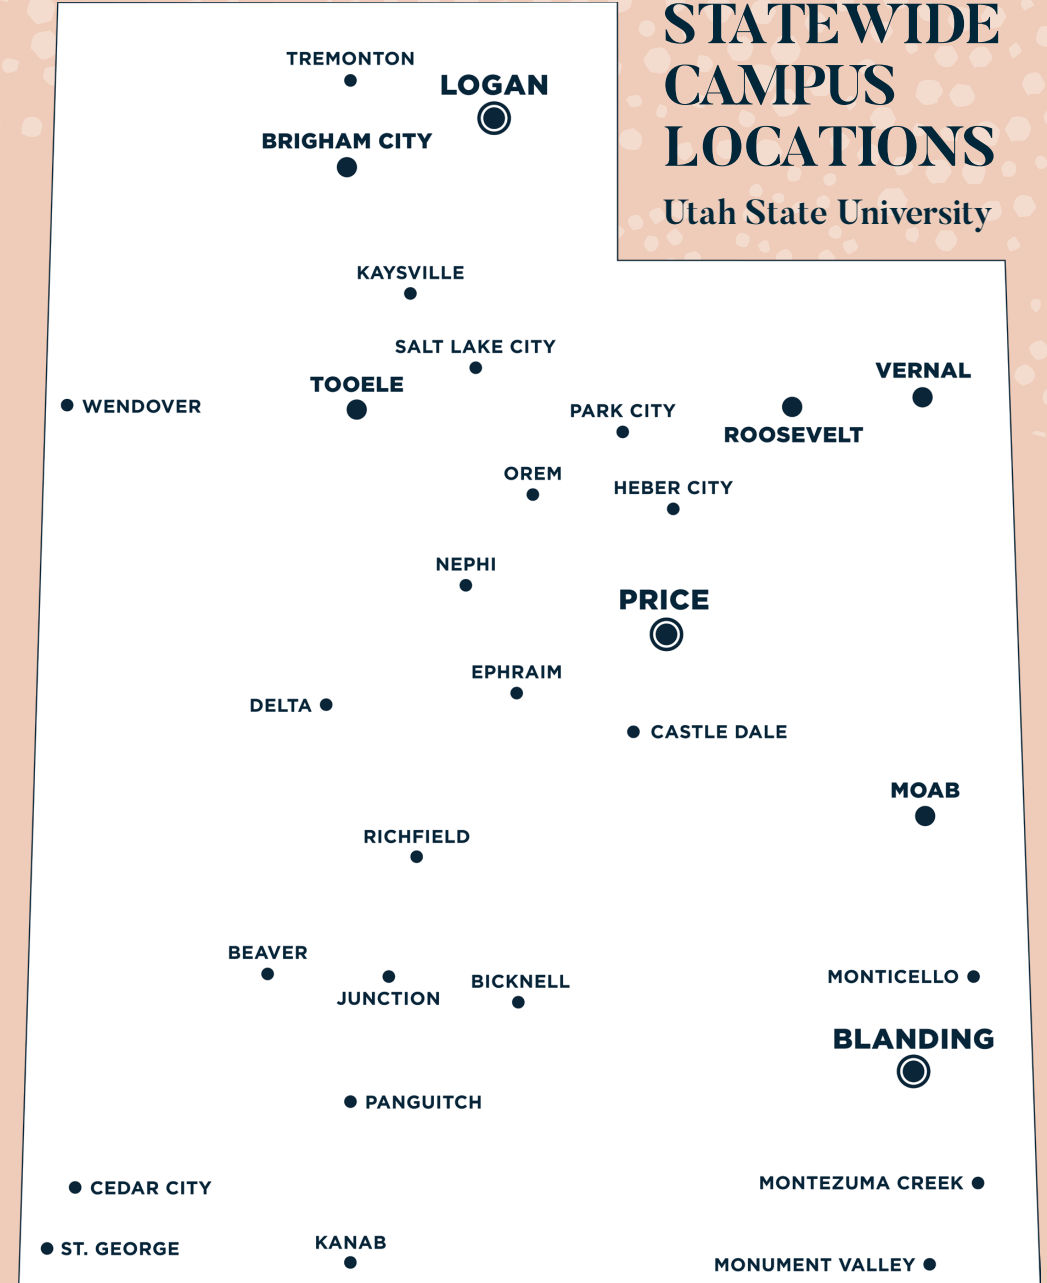 STATEWIDE
CAMPUS
LOCATIONS
Utah State University
TREMONTON
LOGAN
BRIGHAM CITY
KAYSVILLE
SALT LAKE CITY
TOOELE
VERNAL
WENDOVER
PARK CITY
ROOSEVELT
OREM
HEBER CITY
NEPHI
PRICE
EPHRAIM
DELTA
CASTLE DALE
MOAB
RICHFIELD
BEAVER
JUNCTION
BICKNELL
MONTICELLO
BLANDING
PANGUITCH
CEDAR CITY
MONTEZUMA CREEK
ST. GEORGE
KANAB
MONUMENT VALLEY